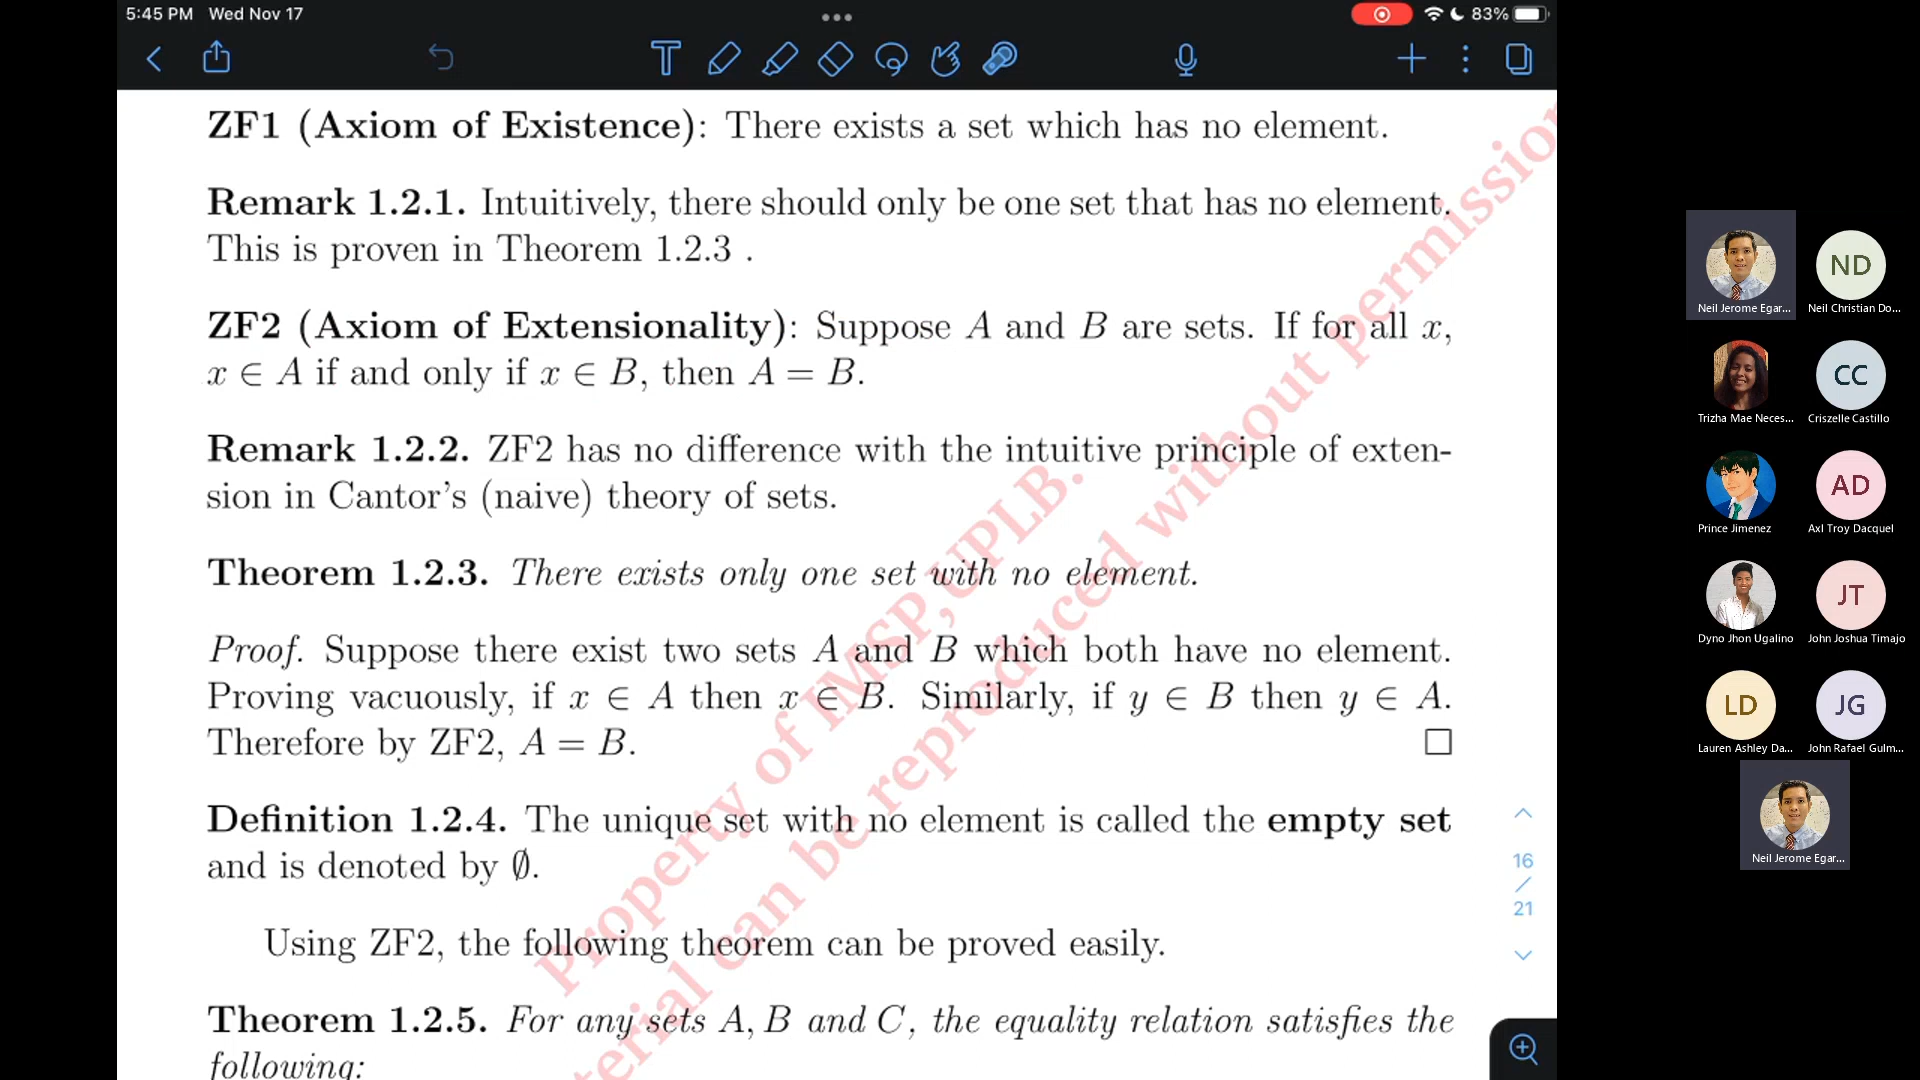 5:45 PM Wed Nov 17
83%
ZF1 (Axiom of Existence): There exists a set which has no element.
Remark 1.2.1. Intuitively, there should only be one set that has no element.
This is proven in Theorem 1.2.3 .
ZF2 (Axiom of Extensionality): Suppose A and B are sets. If for all x,
x ∈ A if and only if x ∈ B, then A = B.
Remark 1.2.2. ZF2 has no difference with the intuitive principle of exten-
sion in Cantor's (naive) theory of sets.
Theorem 1.2.3. There exists only one set with no element.
Proof. Suppose there exist two sets A and B which both have no element.
Proving vacuously, if x ∈ A then x ∈ B. Similarly, if y ∈ B then y ∈ A.
Therefore by ZF2, A = B. □
Definition 1.2.4. The unique set with no element is called the empty set
and is denoted by ∅.
Using ZF2, the following theorem can be proved easily.
Theorem 1.2.5. For any sets A, B and C, the equality relation satisfies the
following:
Property of IMSP,UPLB.
can be reproduced without permission
16
/
21
Neil Jerome Egar...
ND
Neil Christian Do...
Trizha Mae Neces...
CC
Criszelle Castillo
Prince Jimenez
AD
Axl Troy Dacquel
Dyno Jhon Ugalino
JT
John Joshua Timajo
LD
Lauren Ashley Da...
JG
John Rafael Gulm...
Neil Jerome Egar...